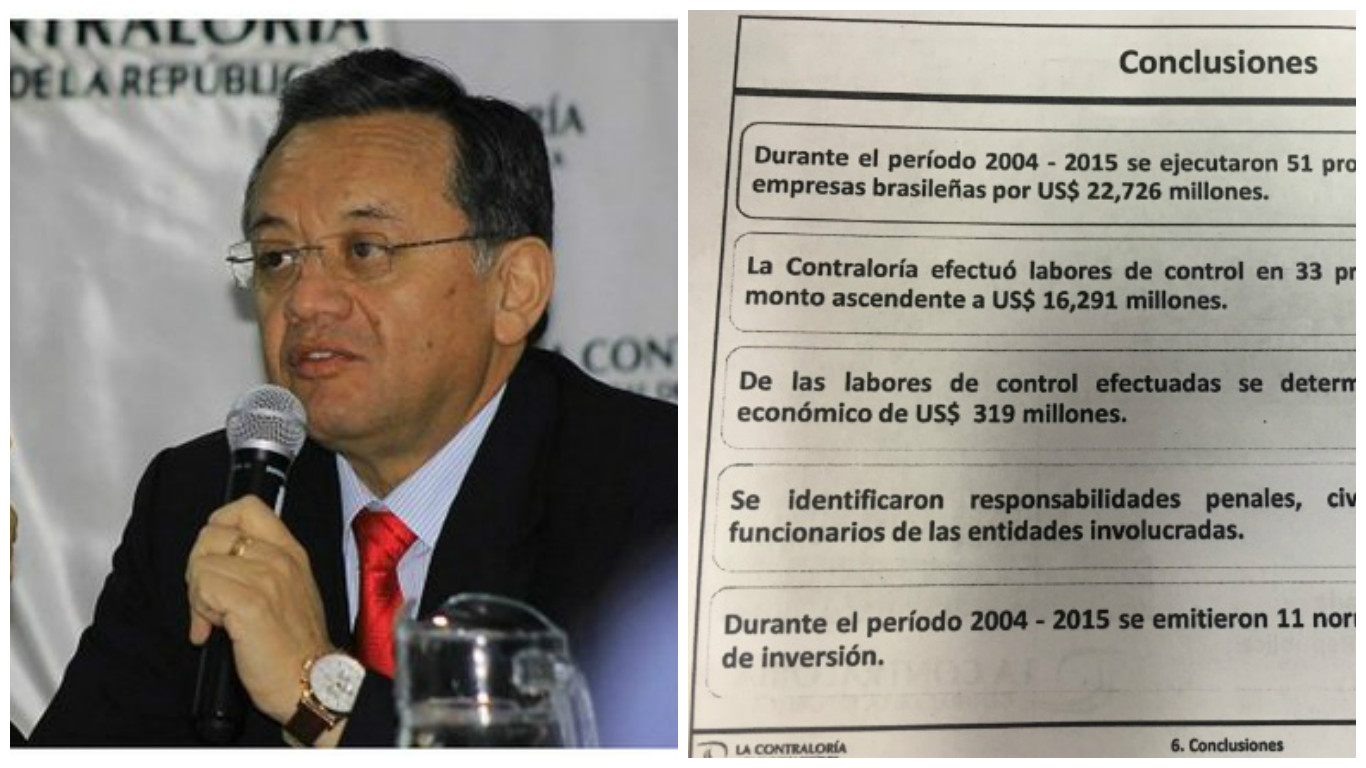 NTRALORÍA
DE LA REPÚBLIC
RÍA
CON
Conclusiones
Durante el período 2004 - 2015 se ejecutaron 51 pro
empresas brasileñas por US$ 22,726 millones.
La Contraloría efectuó labores de control en 33 pr
monto ascendente a US$ 16,291 millones.
De las labores de control efectuadas se determ
económico de US$ 319 millones.
Se identificaron responsabilidades penales, civ
funcionarios de las entidades involucradas.
Durante el período 2004 - 2015 se emitieron 11 nor
de inversión.
LA CONTRALORÍA
6. Conclusiones